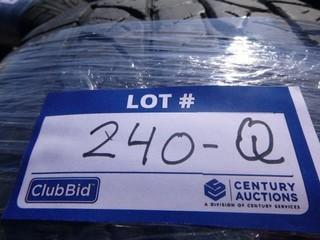 LOT #
240-Q
ClubBid
CENTURY
AUCTIONS
A DIVISION OF CENTURY SERVICES